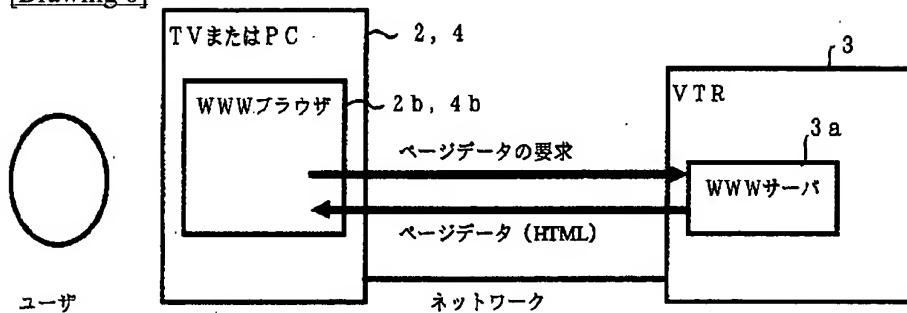 TVまたはPC
2, 4
3
WWWブラウザ
2b, 4b
VTR
3a
ページデータの要求
WWWサーバ
ページデータ (HTML)
ユーザ
ネットワーク